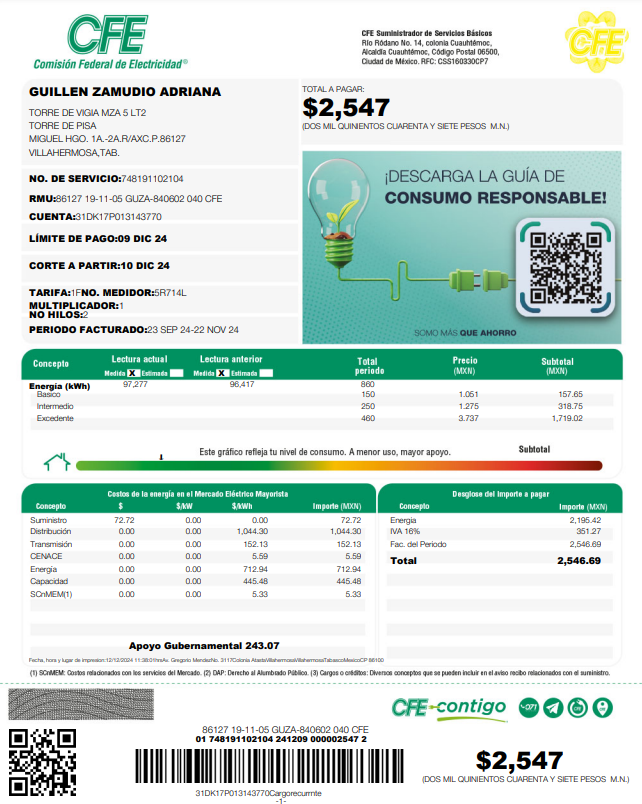 CFE
Comisión Federal de Electricidad®
CFE Suministrador de Servicios Básicos
Río Ródano No. 14, colonia Cuauhtémoc,
Alcaldía Cuauhtémoc, Código Postal 06500,
Ciudad de México. RFC: CSS160330CP7
CFE
GUILLEN ZAMUDIO ADRIANA
TORRE DE VIGIA MZA 5 LT2
TORRE DE PISA
MIGUEL HGO. 1A.-2A.R/AXC.P.86127
VILLAHERMOSA,TAB.
TOTAL A PAGAR:
$2,547
(DOS MIL QUINIENTOS CUARENTA Y SIETE PESOS M.N.)
NO. DE SERVICIO:748191102104
RMU:86127 19-11-05 GUZA-840602 040 CFE
CUENTA:31DK17P013143770
LÍMITE DE PAGO:09 DIC 24
CORTE A PARTIR:10 DIC 24
TARIFA:1FNO. MEDIDOR:5R714L
MULTIPLICADOR:1
NO HILOS:2
PERIODO FACTURADO:23 SEP 24-22 NOV 24
¡DESCARGA LA GUÍA DE
CONSUMO RESPONSABLE!
SOMO MÁS QUE AHORRO
Concepto Lectura actual Lectura anterior Total periodo Precio (MXN) Subtotal (MXN)
Medida X Estimada Medida X Estimada
Energía (kWh) 97,277 96,417 860
Basico 150 1.051 157.65
Intermedio 250 1.275 318.75
Excedente 460 3.737 1,719.02
Este gráfico refleja tu nivel de consumo. A menor uso, mayor apoyo. Subtotal
Costos de la energía en el Mercado Eléctrico Mayorista
Concepto $ $/kW $/kWh Importe (MXN)
Suministro 72.72 0.00 0.00 72.72
Distribución 0.00 0.00 1,044.30 1,044.30
Transmisión 0.00 0.00 152.13 152.13
CENACE 0.00 0.00 5.59 5.59
Energía 0.00 0.00 712.94 712.94
Capacidad 0.00 0.00 445.48 445.48
SCnMEM(1) 0.00 0.00 5.33 5.33
Desglose del importe a pagar
Concepto Importe (MXN)
Energía 2,195.42
IVA 16% 351.27
Fac. del Periodo 2,546.69
Total 2,546.69
Apoyo Gubernamental 243.07
Fecha, hora y lugar de impresion:12/12/2024 11:38:01hrsAv. Gregorio MendezNo. 3117Colonia AtastaVillahermosaVillahermosaTabascoMexicoCP 86100
(1) SCnMEM: Costos relacionados con los servicios del Mercado. (2) DAP: Derecho al Alumbrado Público. (3) Cargos o créditos: Diversos conceptos que se pueden incluir en el aviso recibo relacionados con el suministro.
CFE contigo
071
86127 19-11-05 GUZA-840602 040 CFE
01 748191102104 241209 000002547 2
31DK17P013143770Cargorecurrnte
-1-
$2,547
(DOS MIL QUINIENTOS CUARENTA Y SIETE PESOS M.N.)